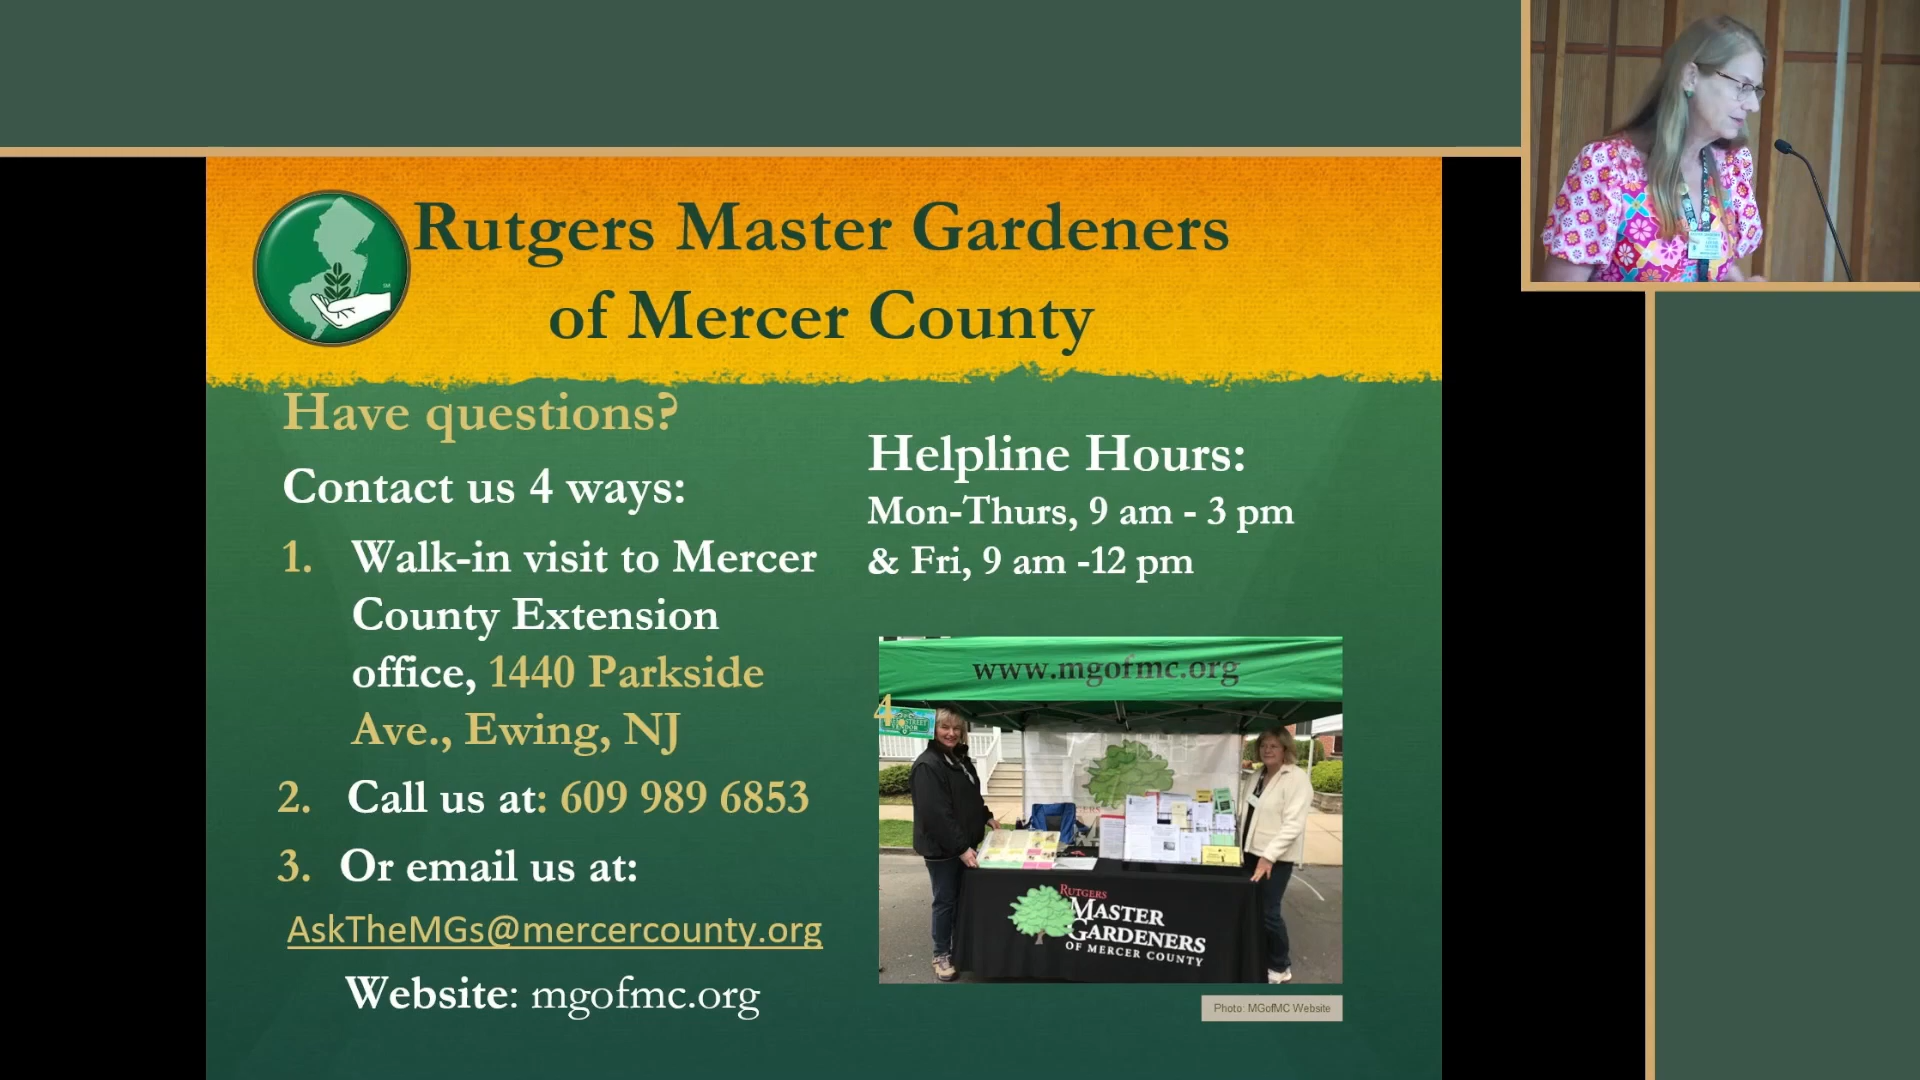 Rutgers Master Gardeners
of Mercer County
Have questions?
Contact us 4 ways:
1. Walk-in visit to Mercer
County Extension
office, 1440 Parkside
Ave., Ewing, NJ
2. Call us at: 609 989 6853
3. Or email us at:
AskTheMGs@mercercounty.org
Website: mgofmc.org
Helpline Hours:
Mon-Thurs, 9 am - 3 pm
& Fri, 9 am -12 pm
www.mgofmc.org
4.
RUTGERS
MASTER
GARDENERS
OF MERCER COUNTY
Photo: MGofMC Website